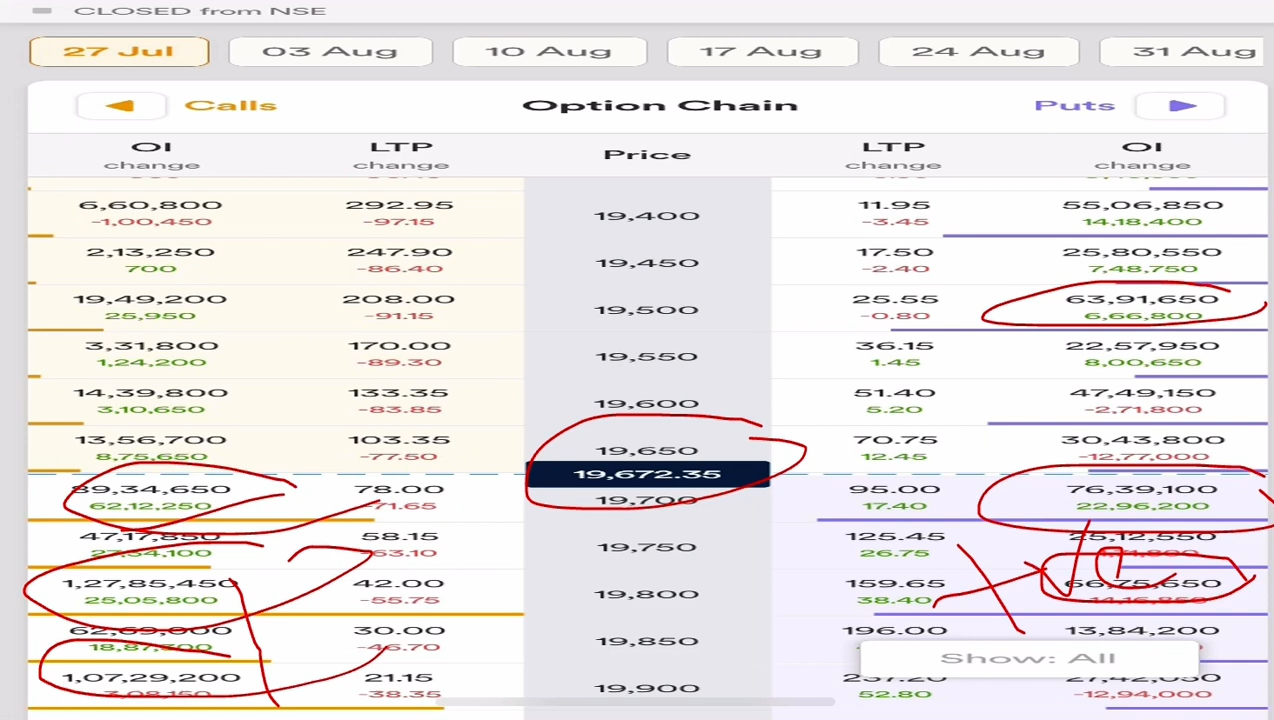 CLOSED from NSE
27 Jul 03 Aug 10 Aug 17 Aug 24 Aug 31 Aug
Calls Option Chain Puts
OI LTP Price LTP OI
change change change change
6,60,800 292.95 19,400 11.95 55,06,850
-1,00,450 -97.15 -3.45 14,18,400
2,13,250 247.90 19,450 17.50 25,80,550
700 -86.40 -2.40 7,48,750
19,49,200 208.00 19,500 25.55 63,91,650
25,950 -91.15 -0.80 6,66,800
3,31,800 170.00 19,550 36.15 22,57,950
1,24,200 -89.30 1.45 8,00,650
14,39,800 133.35 19,600 51.40 47,49,150
3,10,650 -83.85 5.20 -2,71,800
13,56,700 103.35 19,650 70.75 30,43,800
8,75,650 -77.50 12.45 -12,77,000
19,672.35
89,34,650 78.00 19,700 95.00 76,39,100
62,12,250 -71.65 17.40 22,96,200
47,17,850 58.15 19,750 125.45 25,12,550
-63.10 26.75
1,27,85,450 42.00 19,800 159.65 66,75,650
25,05,800 -55.75 38.40
30.00 19,850 196.00 13,84,200
-46.70
Show: All
1,07,29,200 21.15 19,900
-38.35 52.80 -12,94,000